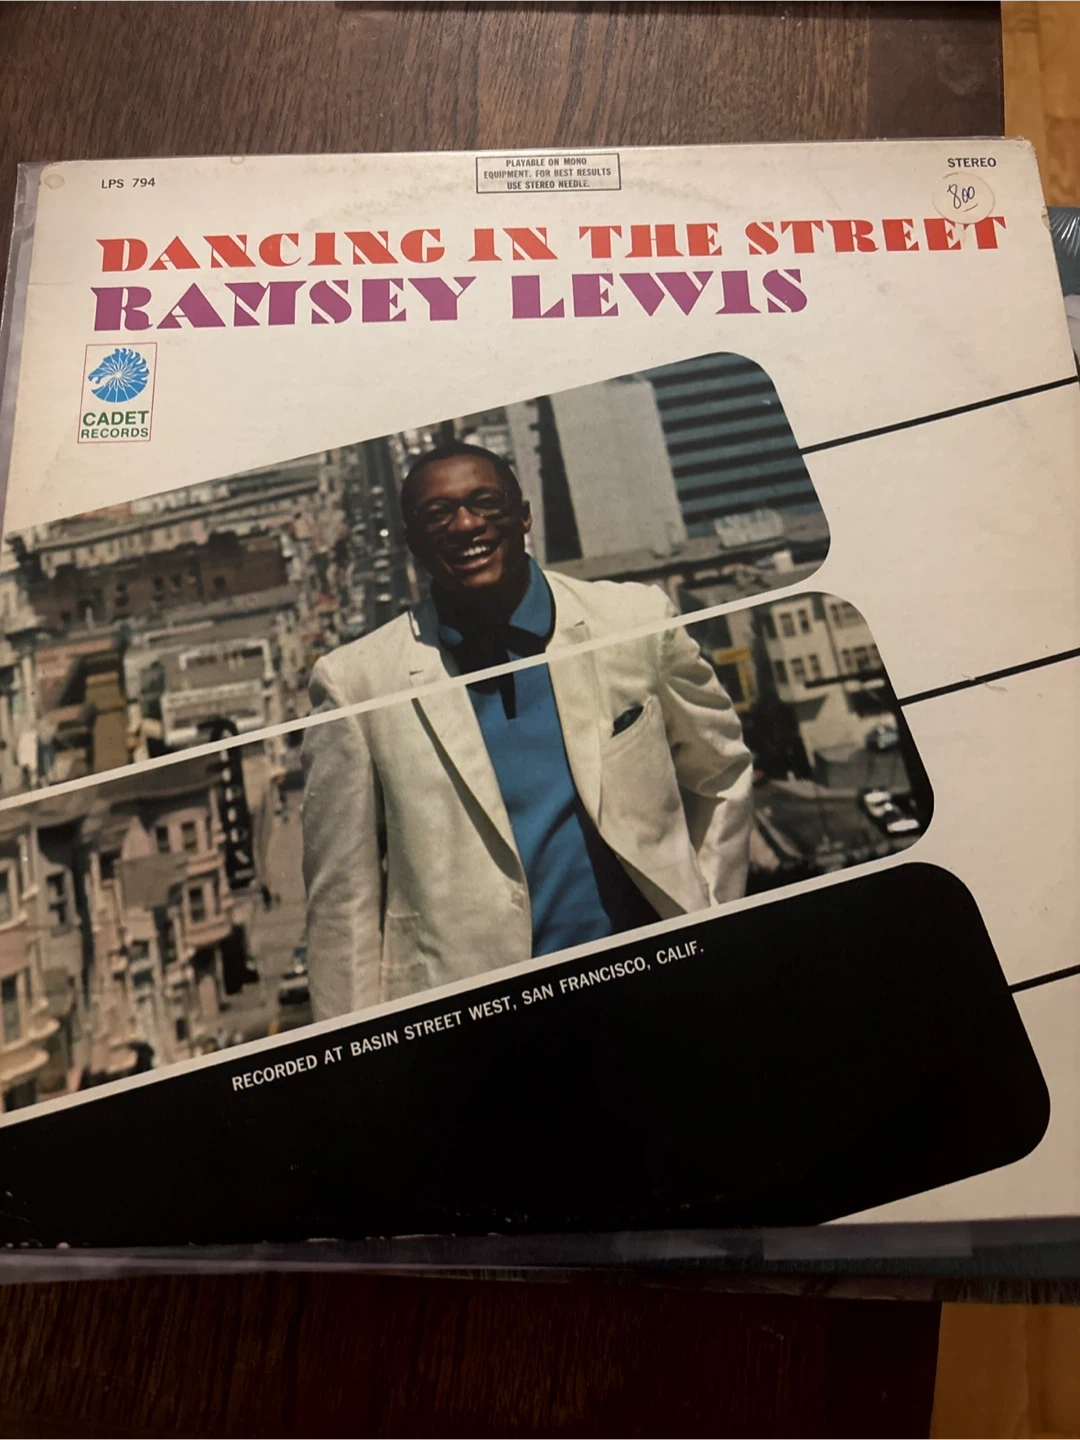 LPS 794
PLAYABLE ON MONO
EQUIPMENT. FOR BEST RESULTS
USE STEREO NEEDLE.
STEREO
800
DANCING IN THE STREET
RAMSEY LEWIS
CADET
RECORDS
RECORDED AT BASIN STREET WEST, SAN FRANCISCO, CALIF.